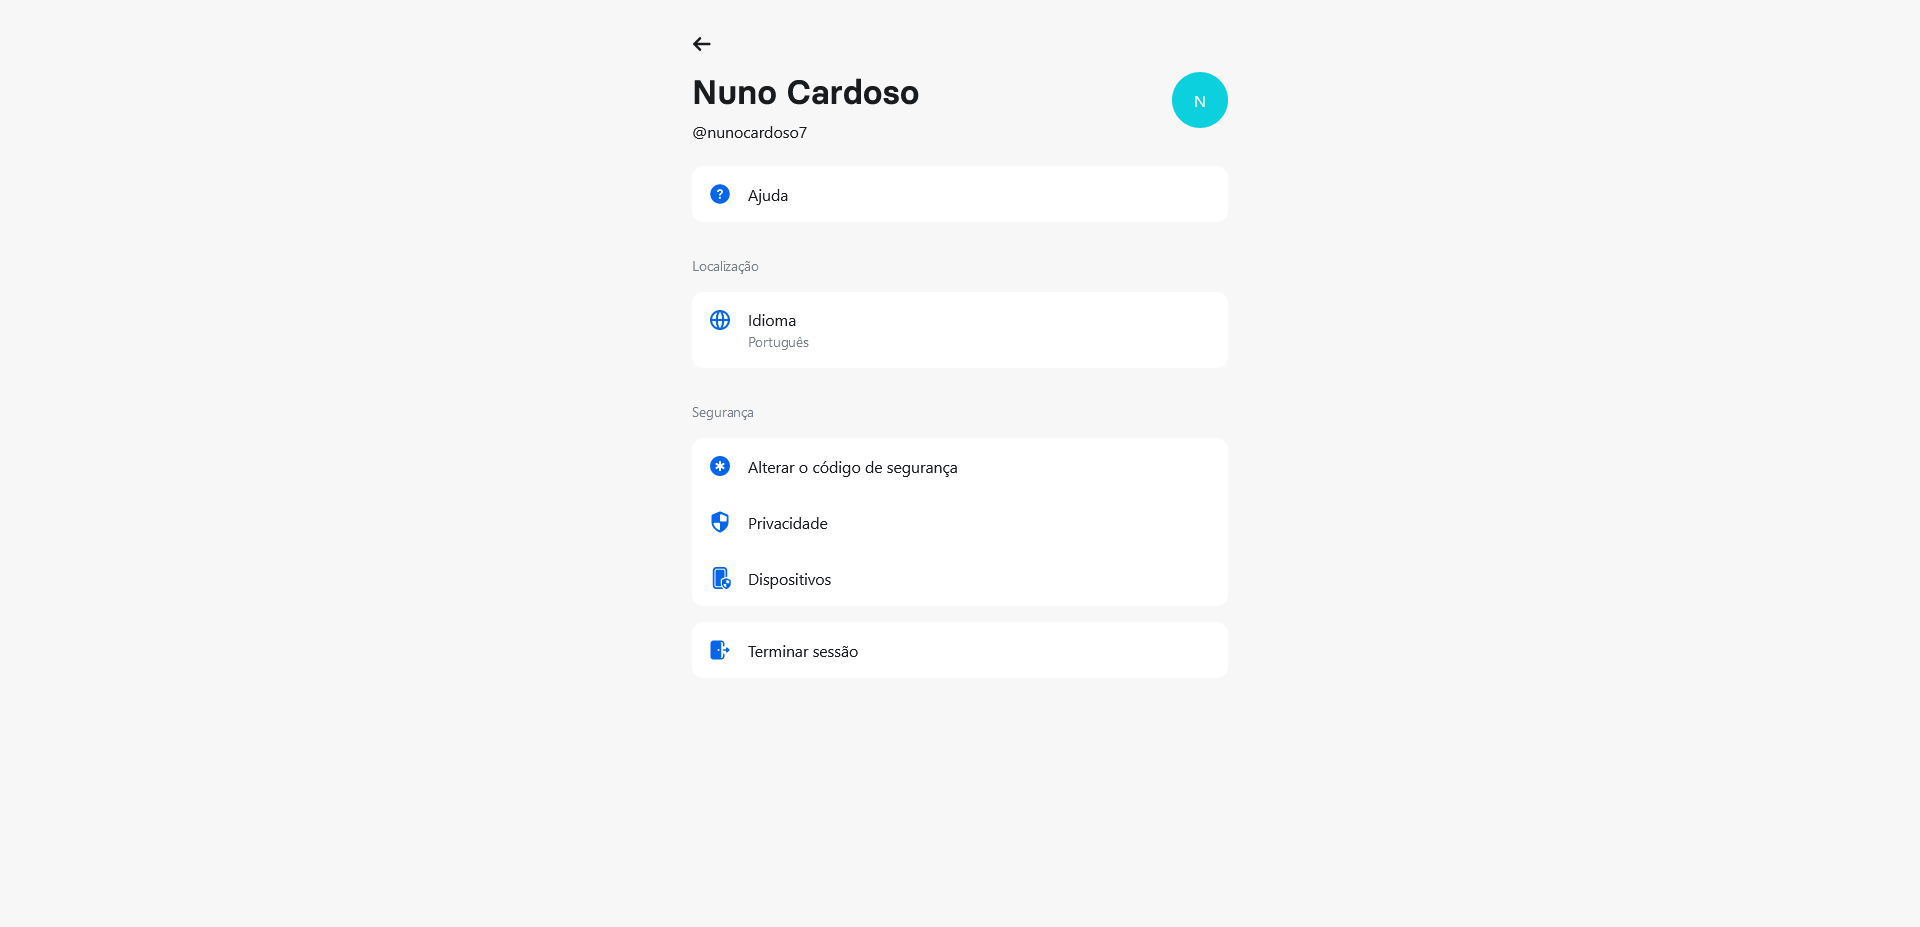 Nuno Cardoso
N
@nunocardoso7
Ajuda
Localização
Idioma
Português
Segurança
Alterar o código de segurança
Privacidade
Dispositivos
Terminar sessão